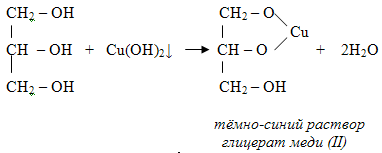 CH₂ – OH CH₂ – O
Cu
CH – OH + Cu(OH)₂↓ → CH – O + 2H₂O
CH₂ – OH CH₂ – OH
тёмно-синий раствор
глицерат меди (II)
.